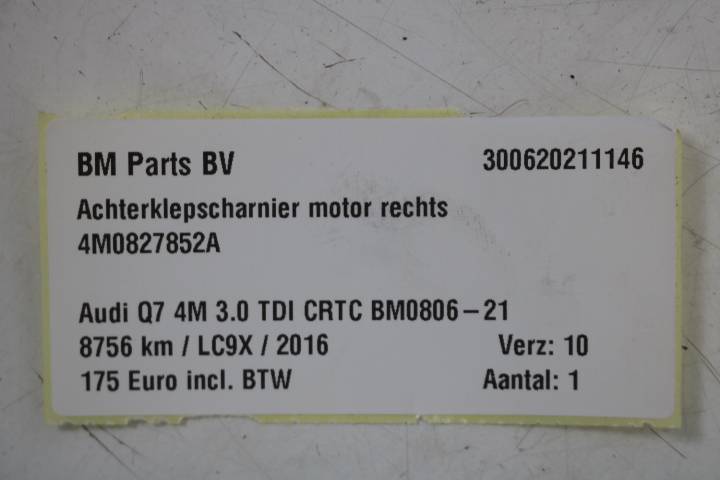 BM Parts BV 300620211146
Achterklepscharnier motor rechts
4M0827852A
Audi Q7 4M 3.0 TDI CRTC BM0806-21
8756 km / LC9X / 2016 Verz: 10
175 Euro incl. BTW Aantal: 1